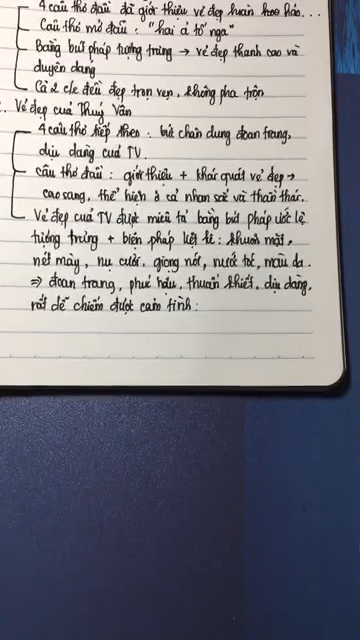 4 câu thơ đầu đã giới thiệu vẻ đẹp hoàn hảo...
Câu thơ mở đầu: "hai ả tố nga"
Bằng bút pháp tượng trưng → vẻ đẹp thanh cao và
duyên dáng
Cả 2 c/e đều đẹp trọn vẹn, không pha trộn
2. Vẻ đẹp của Thuý Vân
4 câu thơ tiếp theo: bức chân dung đoan trang,
dịu dàng của TV.
câu thơ đầu: giới thiệu + khái quát vẻ đẹp →
cao sang, thể hiện ở cả nhan sắc và thần thái.
Vẻ đẹp của TV được miêu tả bằng bút pháp ước lệ
tượng trưng + biện pháp liệt kê: khuôn mặt,
nét mày, nụ cười, giọng nói, nước tóc, màu da.
⇒ đoan trang, phúc hậu, thuần khiết, dịu dàng,
rất dễ chiếm được cảm tình.